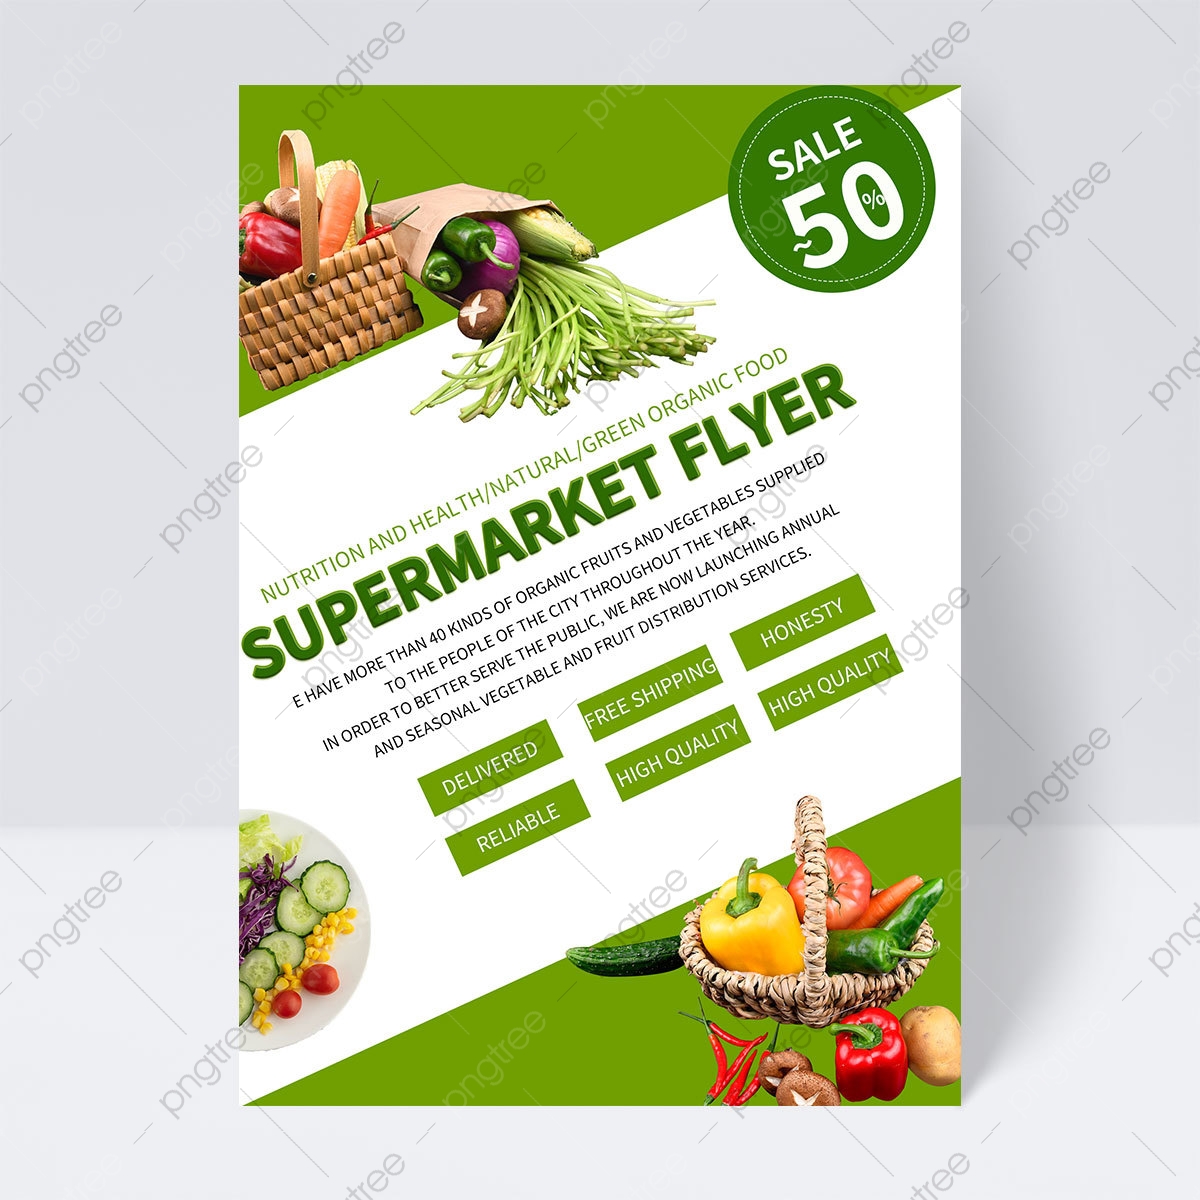 SALE
~50%
NUTRITION AND HEALTH/NATURAL/GREEN ORGANIC FOOD
SUPERMARKET FLYER
E HAVE MORE THAN 40 KINDS OF ORGANIC FRUITS AND VEGETABLES SUPPLIED
TO THE PEOPLE OF THE CITY THROUGHOUT THE YEAR.
IN ORDER TO BETTER SERVE THE PUBLIC, WE ARE NOW LAUNCHING ANNUAL
AND SEASONAL VEGETABLE AND FRUIT DISTRIBUTION SERVICES.
DELIVERED
FREE SHIPPING
HONESTY
RELIABLE
HIGH QUALITY
HIGH QUALITY
pngtree